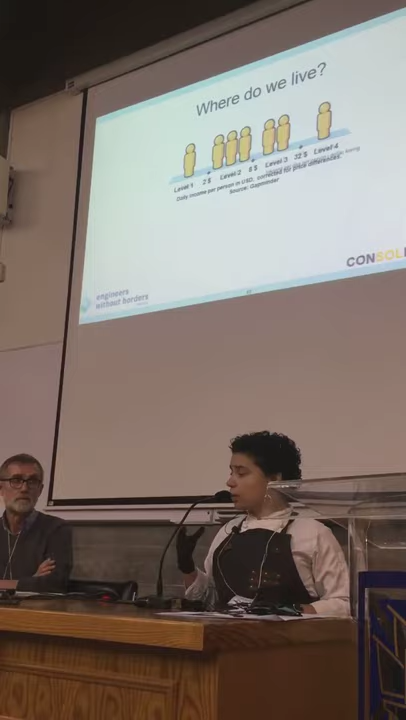 Where do we live?
Level 1 2 $ Level 2 8 $ Level 3 32 $ Level 4
Daily income per person in USD, corrected for price differences.
Source: Gapminder
engineers
without borders
CONSOL